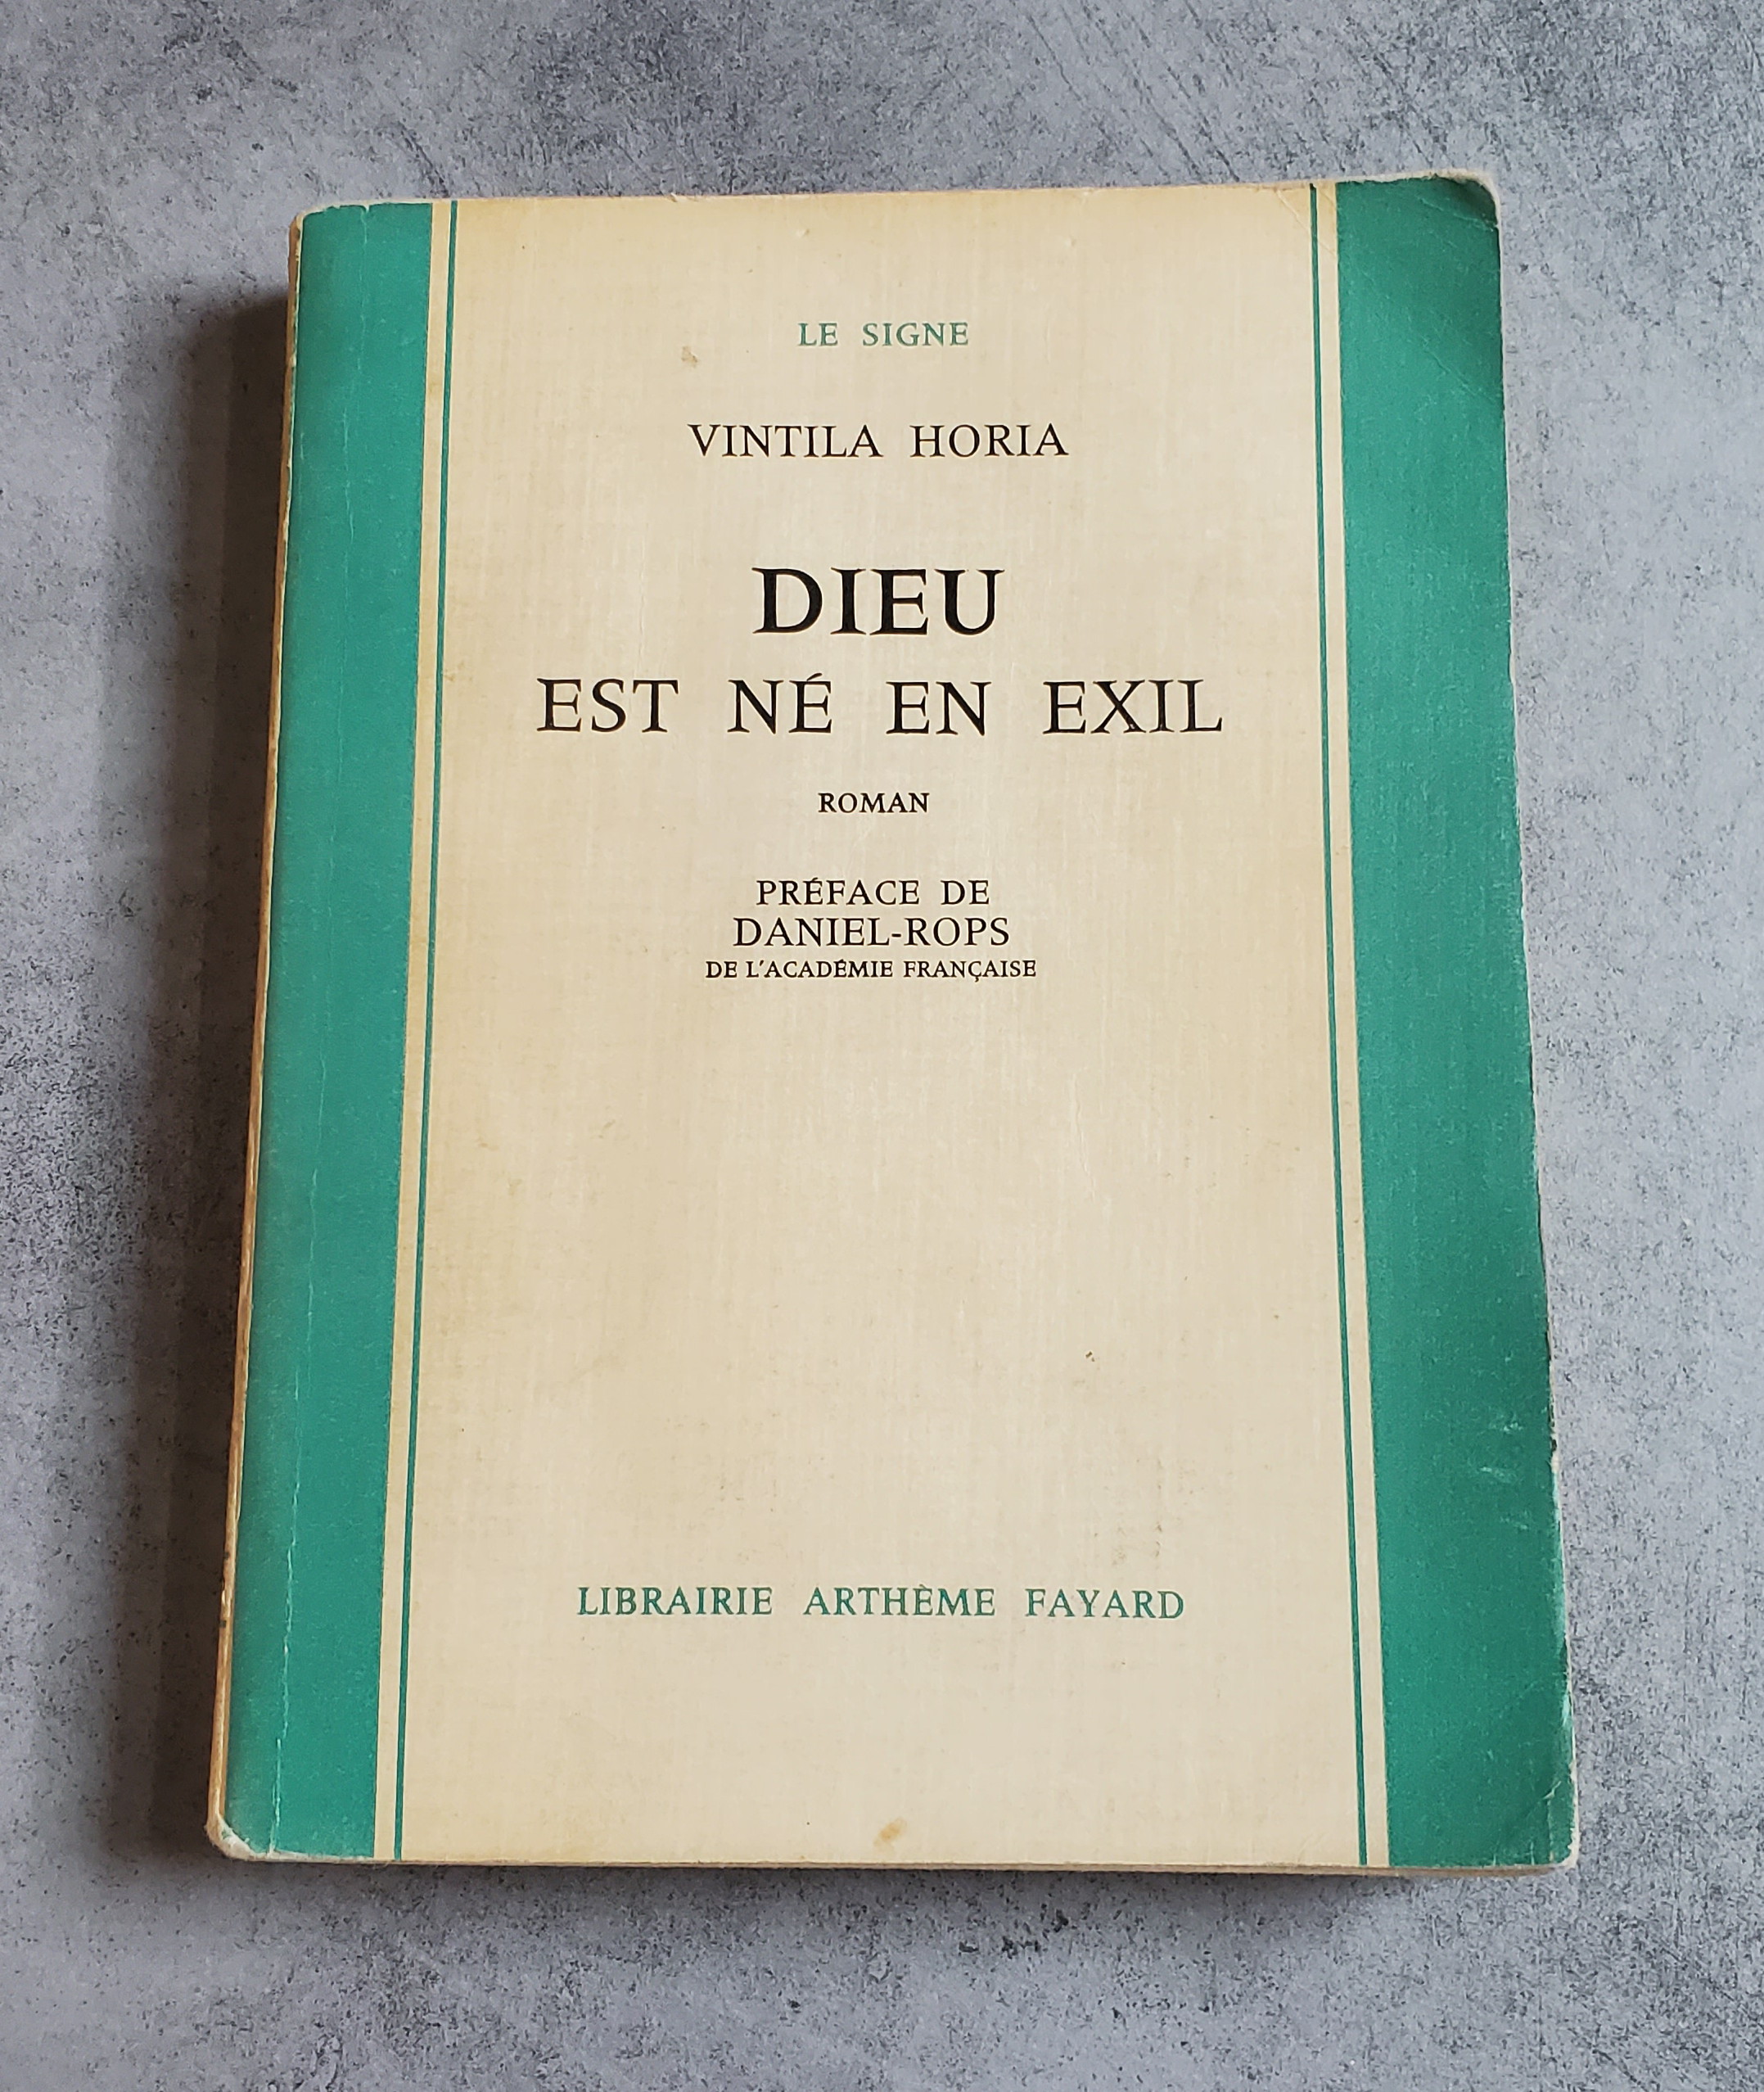 LE SIGNE
VINTILA HORIA
DIEU
EST NÉ EN EXIL
ROMAN
PRÉFACE DE
DANIEL-ROPS
DE L'ACADÉMIE FRANÇAISE
LIBRAIRIE ARTHÈME FAYARD